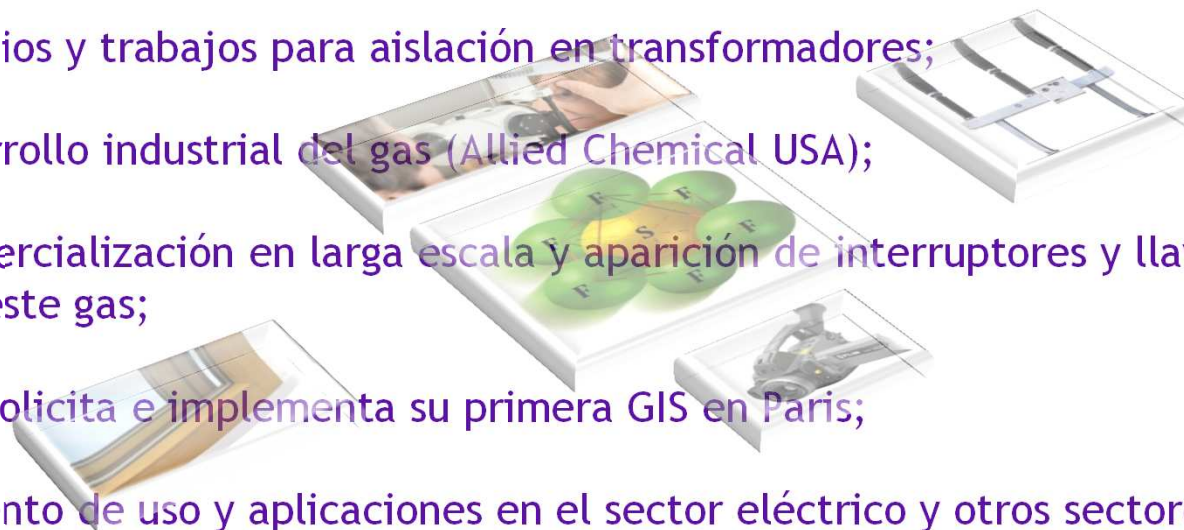 ios y trabajos para aislación en transformadores;
rrollo industrial del gas (Allied Chemical USA);
ercialización en larga escala y aparición de interruptores y lla
este gas;
olicita e implementa su primera GIS en Paris;
nto de uso y aplicaciones en el sector eléctrico y otros sector
F
F
F
S
F
F
F